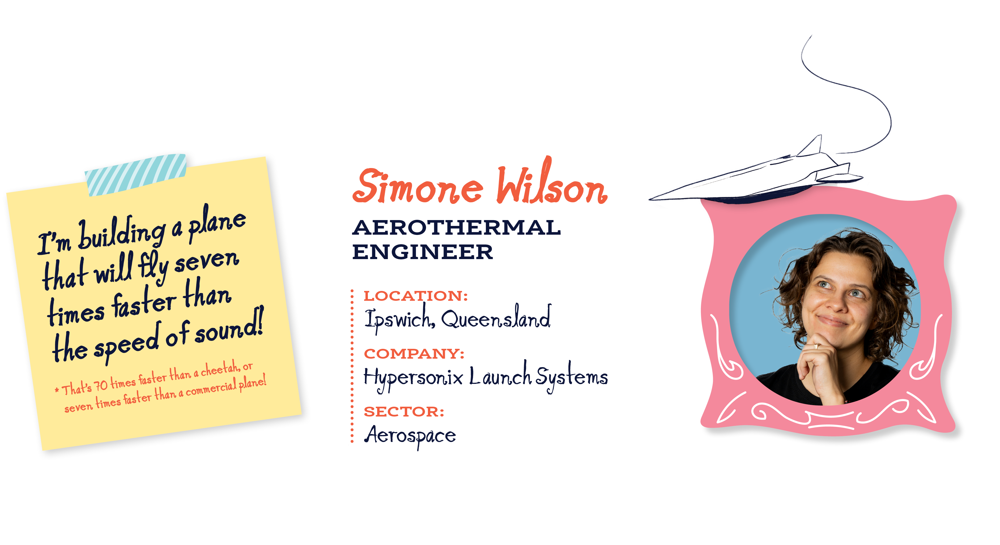 I'm building a plane
that will fly seven
times faster than
the speed of sound!
* That's 70 times faster than a cheetah, or
seven times faster than a commercial plane!
Simone Wilson
AEROTHERMAL
ENGINEER
LOCATION:
Ipswich, Queensland
COMPANY:
Hypersonix Launch Systems
SECTOR:
Aerospace